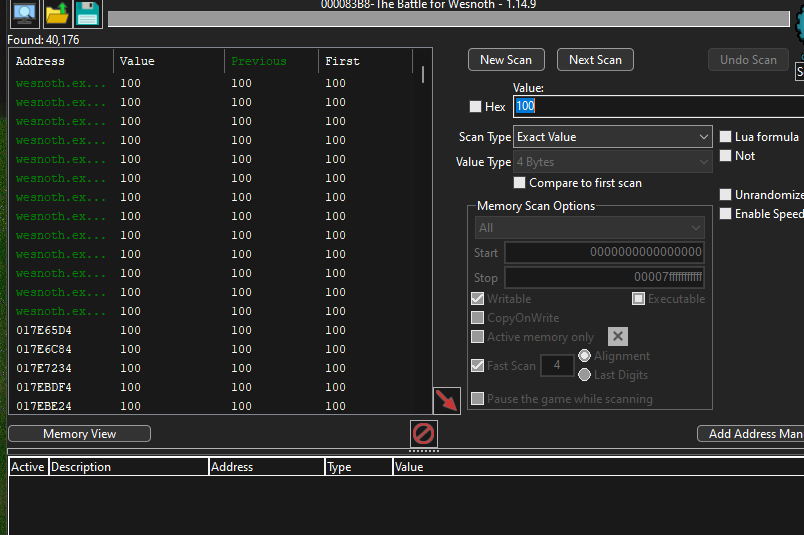 000083B8-The Battle for Wesnoth - 1.14.9
Found: 40,176
Address Value Previous First
wesnoth.ex... 100 100 100
wesnoth.ex... 100 100 100
wesnoth.ex... 100 100 100
wesnoth.ex... 100 100 100
wesnoth.ex... 100 100 100
wesnoth.ex... 100 100 100
wesnoth.ex... 100 100 100
wesnoth.ex... 100 100 100
wesnoth.ex... 100 100 100
wesnoth.ex... 100 100 100
wesnoth.ex... 100 100 100
wesnoth.ex... 100 100 100
wesnoth.ex... 100 100 100
017E65D4 100 100 100
017E6C84 100 100 100
017E7234 100 100 100
017EBDF4 100 100 100
017EBE24 100 100 100
Memory View
New Scan Next Scan Undo Scan
S
Value:
Hex 100
Scan Type Exact Value
Value Type 4 Bytes
Compare to first scan
Lua formula
Not
Unrandomize
Enable Speed
Memory Scan Options
All
Start 0000000000000000
Stop 00007fffffffffff
Writable Executable
CopyOnWrite
Active memory only
Fast Scan 4 Alignment
Last Digits
Pause the game while scanning
Add Address Man
Active Description Address Type Value